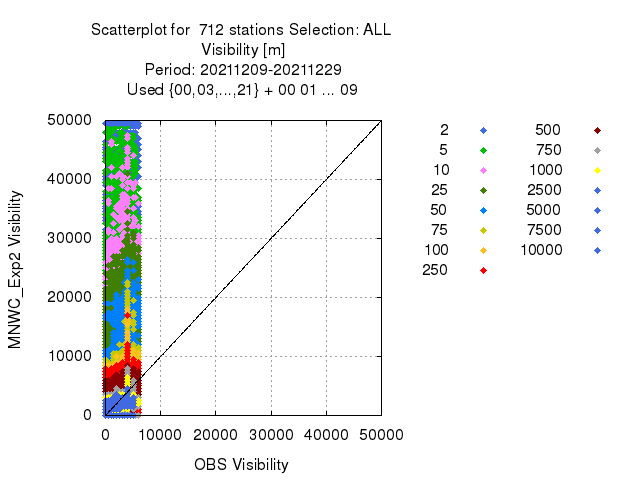 Scatterplot for  712 stations Selection: ALL
Visibility [m]
Period: 20211209-20211229
Used {00,03,...,21} + 00 01 ... 09
50000
40000
30000
20000
10000
0
MNWC_Exp2 Visibility
0 10000 20000 30000 40000 50000
OBS Visibility
2 500
5 750
10 1000
25 2500
50 5000
75 7500
100 10000
250